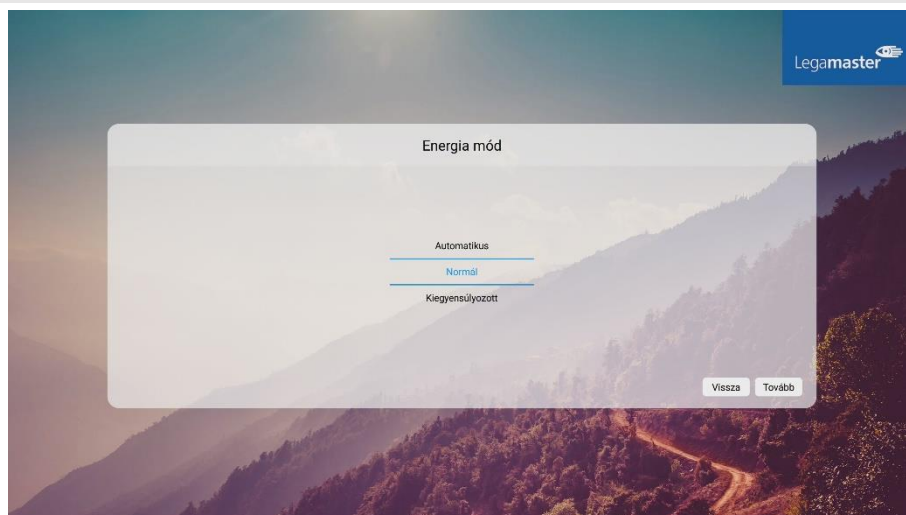 Legamaster
Energia mód
Automatikus
Normál
Kiegyensúlyozott
Vissza Tovább